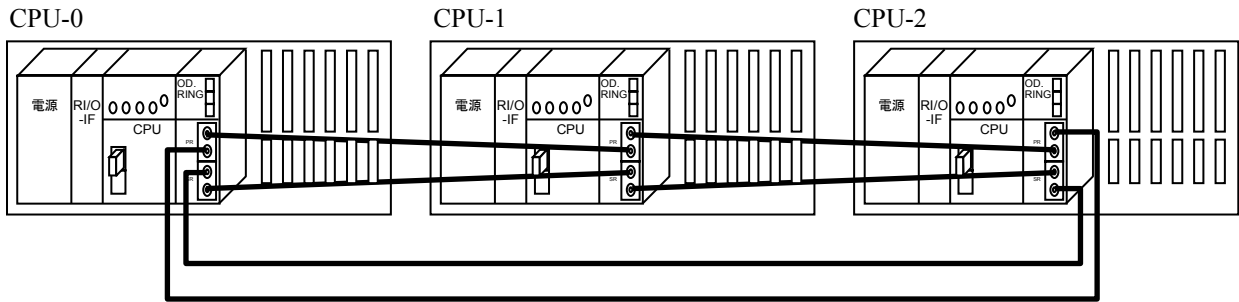 CPU-0
CPU-1
CPU-2
電源
RI/O
-IF
CPU
OD.
RING
PR
電源
RI/O
-IF
CPU
OD.
RING
PR
SR
電源
RI/O
-IF
CPU
OD.
RING
PR
SR